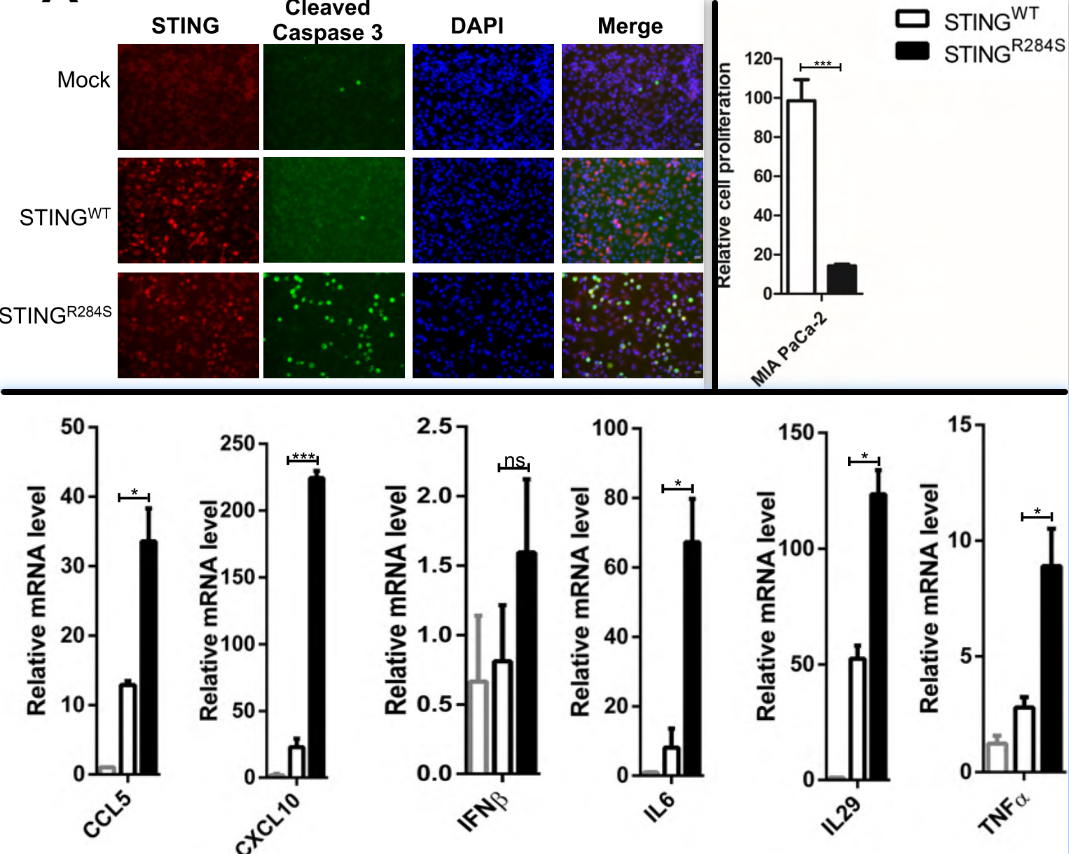 STING
Cleaved
Caspase 3
DAPI
Merge
Mock
STINGWT
STINGR284S
STINGWT
STINGR284S
Relative cell proliferation
120
100
80
60
40
20
0
***
MIA PaCa-2
Relative mRNA level
50
40
30
20
10
0
*
CCL5
Relative mRNA level
250
200
150
100
50
0
***
CXCL10
Relative mRNA level
2.5
2.0
1.5
1.0
0.5
0.0
ns
IFNβ
Relative mRNA level
100
80
60
40
20
0
*
IL6
Relative mRNA level
150
100
50
0
*
IL29
Relative mRNA level
15
10
5
0
*
TNFα